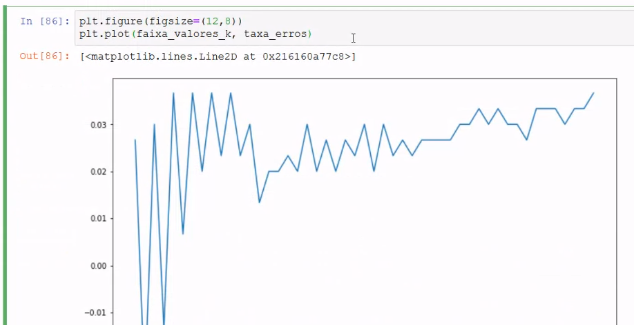 In [86]: plt.figure(figsize=(12,8))
plt.plot(faixa_valores_k, taxa_erros)
Out[86]: [<matplotlib.lines.Line2D at 0x216160a77c8>]
0.03
0.02
0.01
0.00
−0.01